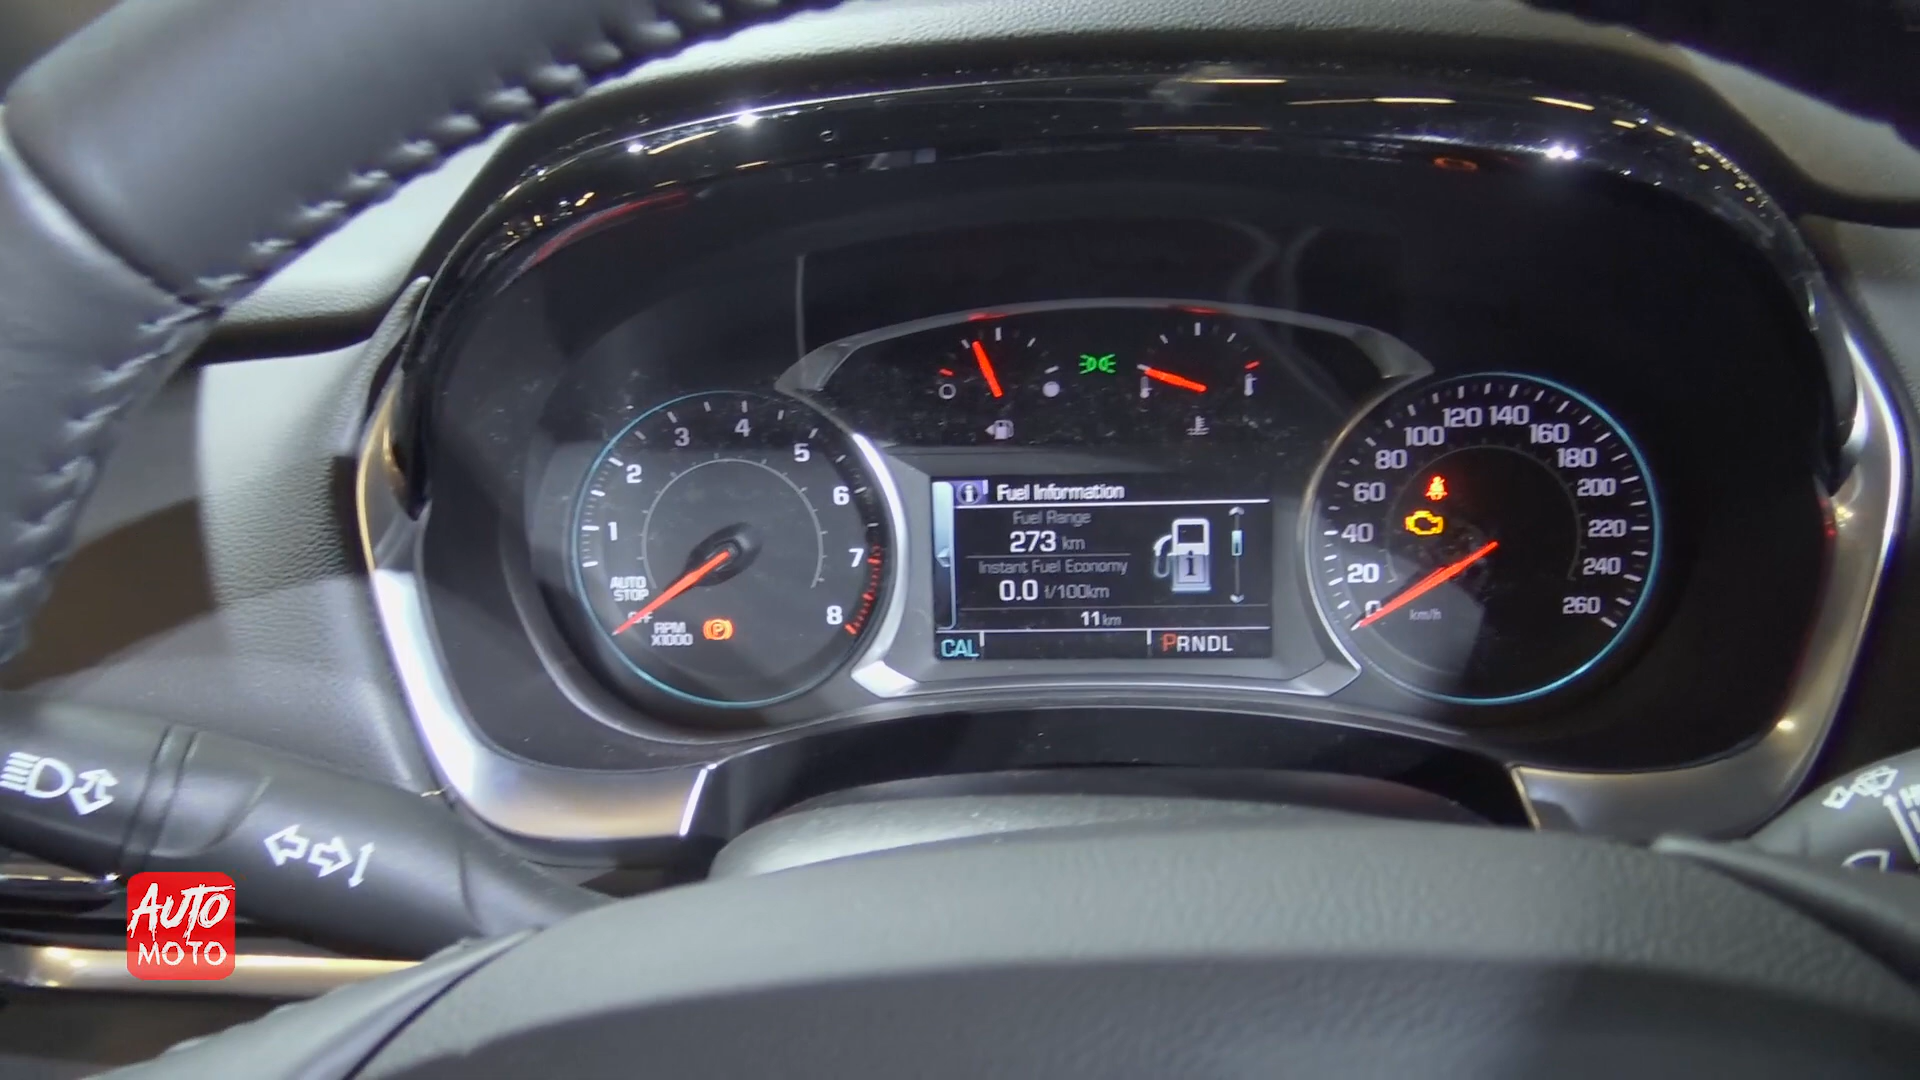 Fuel Information
Fuel Range
273 km
Instant Fuel Economy
0.0 ℓ/100km
11 km
CAL
PRNDL
1
2
3
4
5
6
7
8
AUTO
STOP
OFF
RPM
X1000
P
0
20
40
60
80
100
120
140
160
180
200
220
240
260
km/h
AUTO
MOTO